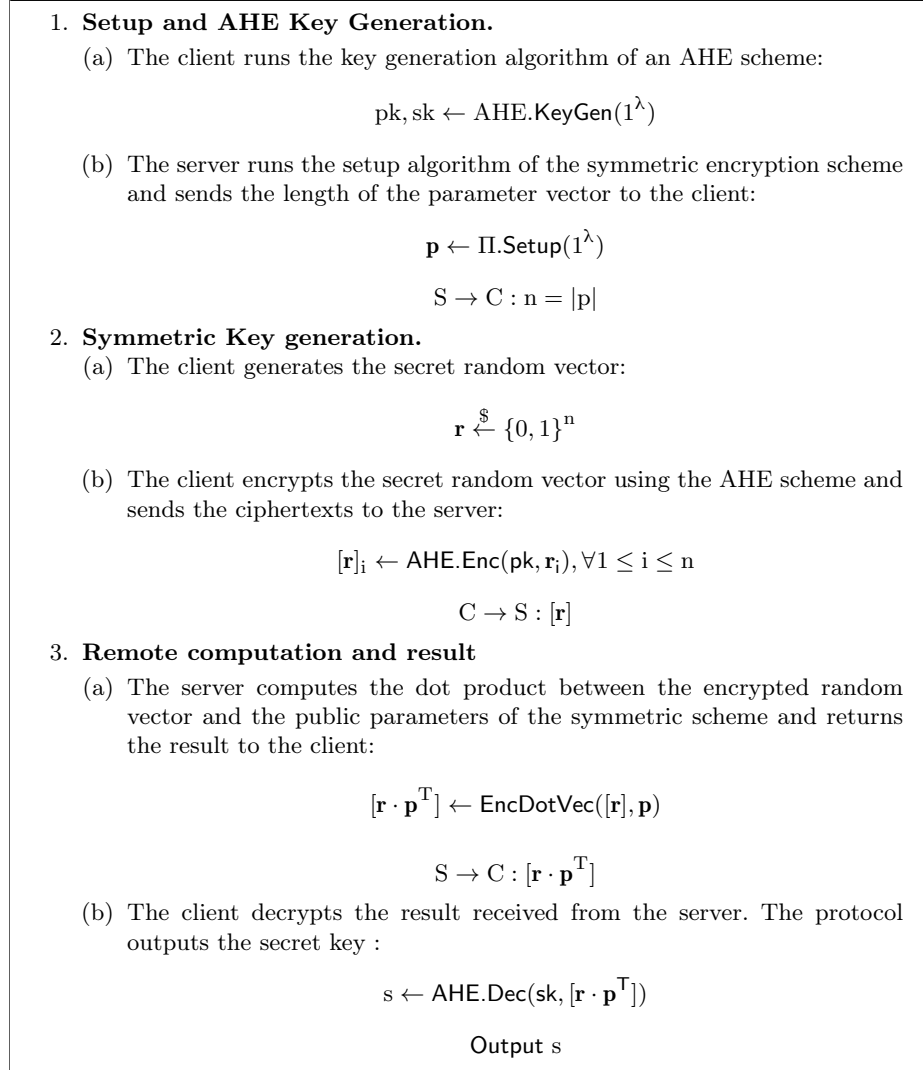 1. Setup and AHE Key Generation.
(a) The client runs the key generation algorithm of an AHE scheme:
pk, sk ← AHE.KeyGen(1^λ)
(b) The server runs the setup algorithm of the symmetric encryption scheme
and sends the length of the parameter vector to the client:
p ← Π.Setup(1^λ)
S → C : n = |p|
2. Symmetric Key generation.
(a) The client generates the secret random vector:
r ←$ {0, 1}^n
(b) The client encrypts the secret random vector using the AHE scheme and
sends the ciphertexts to the server:
[r]_i ← AHE.Enc(pk, r_i), ∀1 ≤ i ≤ n
C → S : [r]
3. Remote computation and result
(a) The server computes the dot product between the encrypted random
vector and the public parameters of the symmetric scheme and returns
the result to the client:
[r · p^T] ← EncDotVec([r], p)
S → C : [r · p^T]
(b) The client decrypts the result received from the server. The protocol
outputs the secret key :
s ← AHE.Dec(sk, [r · p^T])
Output s